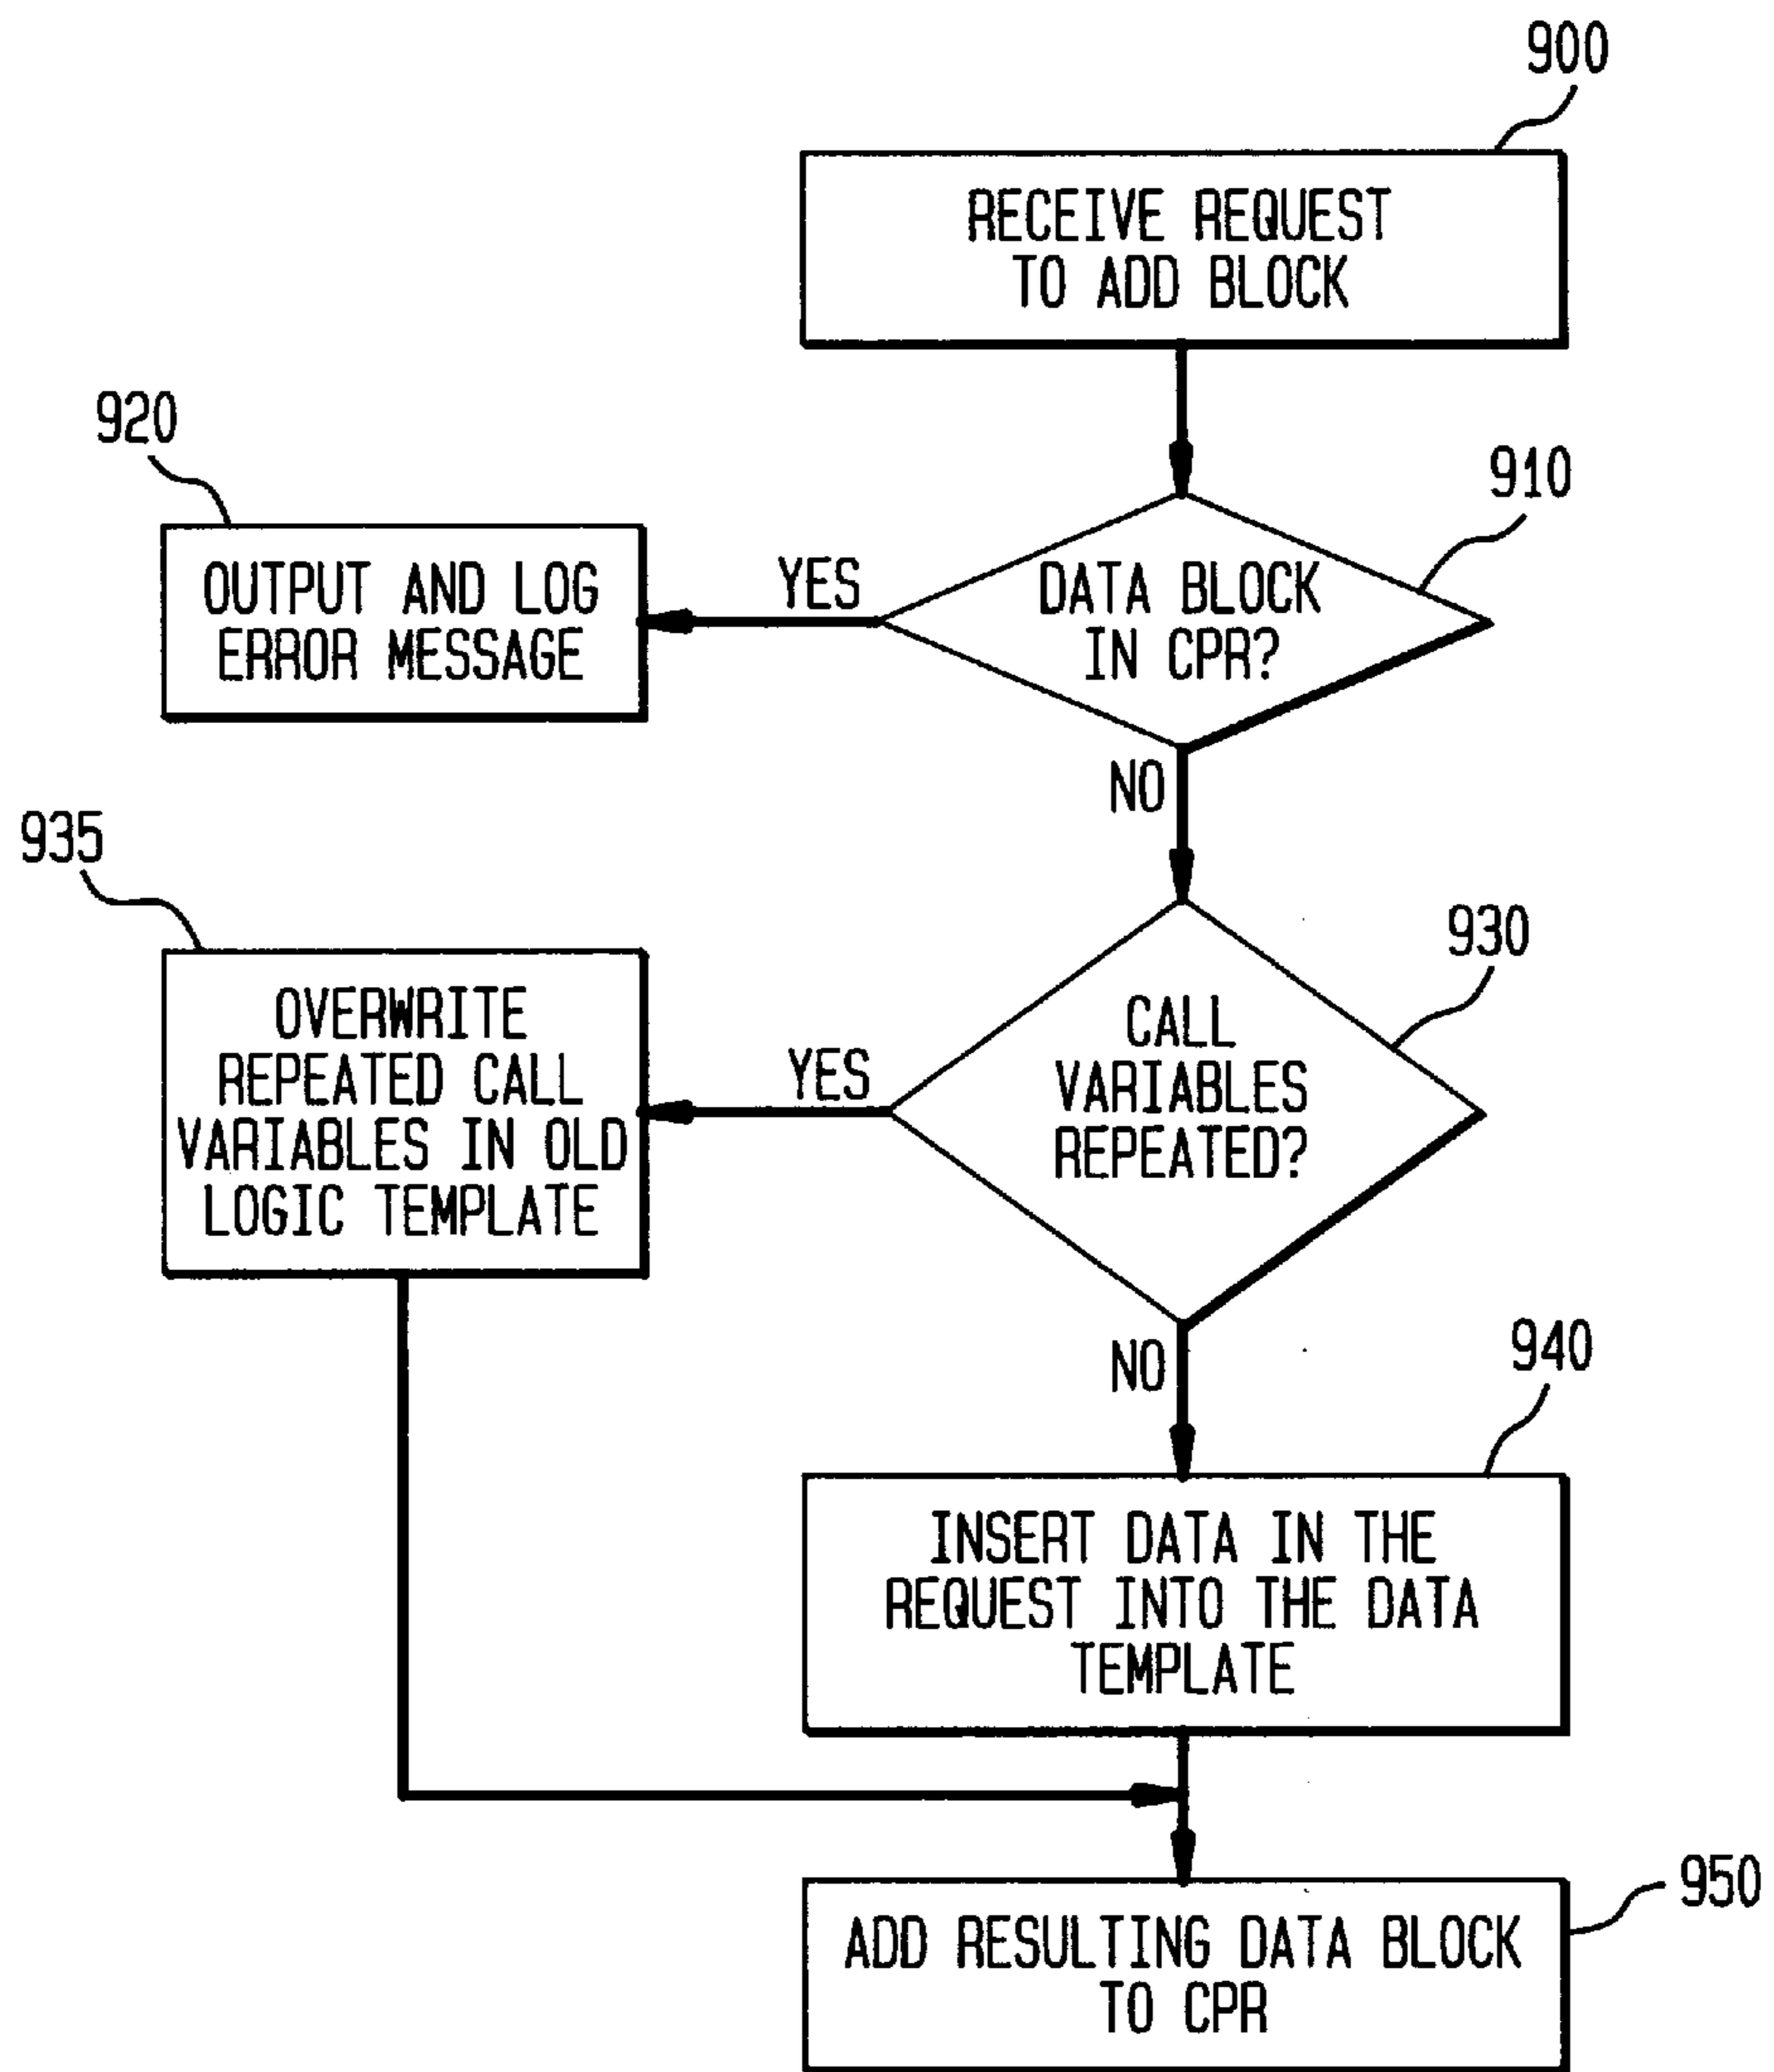 900
RECEIVE REQUEST
TO ADD BLOCK
920
910
OUTPUT AND LOG
ERROR MESSAGE
YES
DATA BLOCK
IN CPR?
NO
935
930
OVERWRITE
REPEATED CALL
VARIABLES IN OLD
LOGIC TEMPLATE
YES
CALL
VARIABLES
REPEATED?
NO
940
INSERT DATA IN THE
REQUEST INTO THE DATA
TEMPLATE
950
ADD RESULTING DATA BLOCK
TO CPR